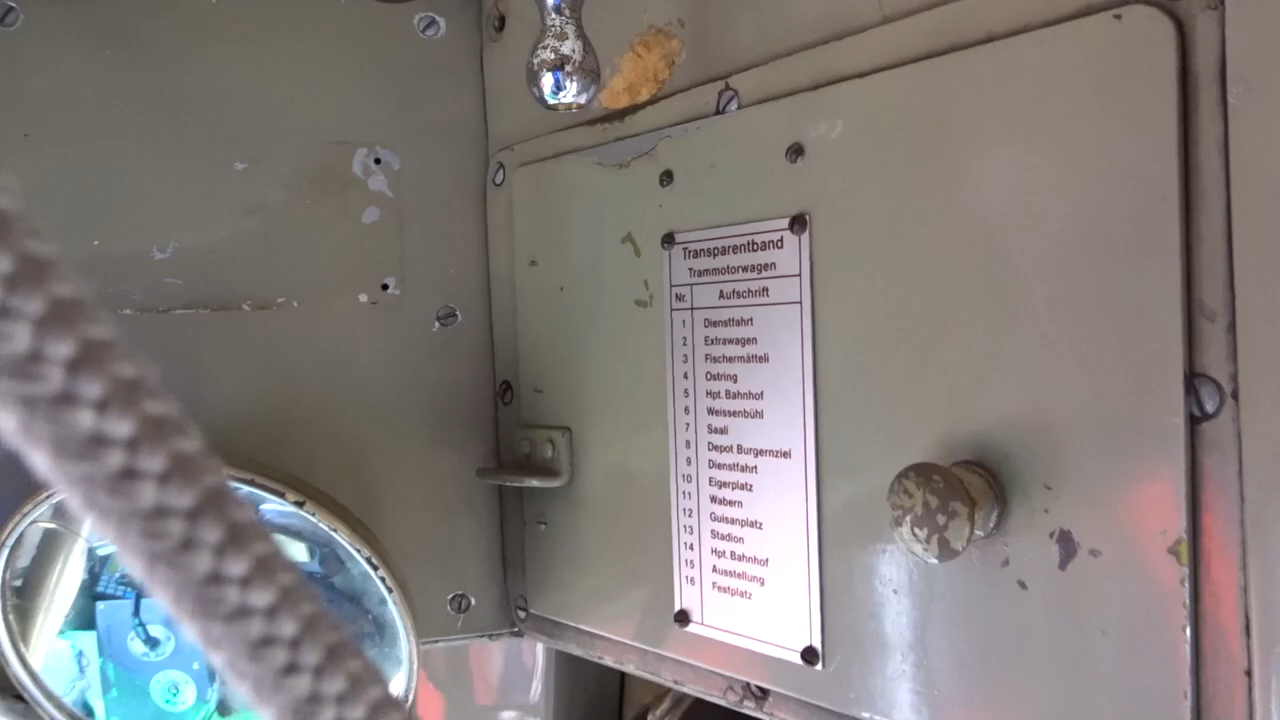 Transparentband
Trammotorwagen
Nr. Aufschrift
1 Dienstfahrt
2 Extrawagen
3 Fischermätteli
4 Ostring
5 Hpt. Bahnhof
6 Weissenbühl
7 Saali
8 Depot Burgernziel
9 Dienstfahrt
10 Eigerplatz
11 Wabern
12 Guisanplatz
13 Stadion
14 Hpt. Bahnhof
15 Ausstellung
16 Festplatz